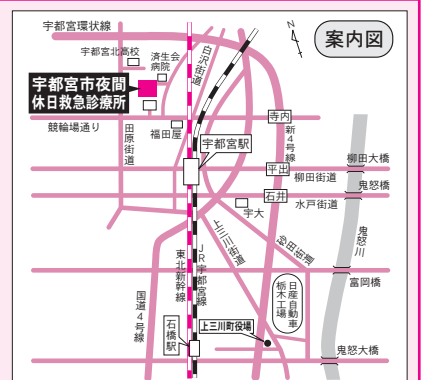 宇都宮環状線
N
案内図
宇都宮北高校
済生会
病院
白沢街道
宇都宮市夜間
休日救急診療所
競輪場通り
田原街道
福田屋
宇都宮駅
寺内
新4号線
平出
柳田大橋
柳田街道
鬼怒橋
石井
水戸街道
宇大
上三川街道
砂田街道
鬼怒川
東北新幹線
JR宇都宮線
国道4号線
富岡橋
日産自動車
栃木工場
石橋駅
上三川町役場
鬼怒大橋